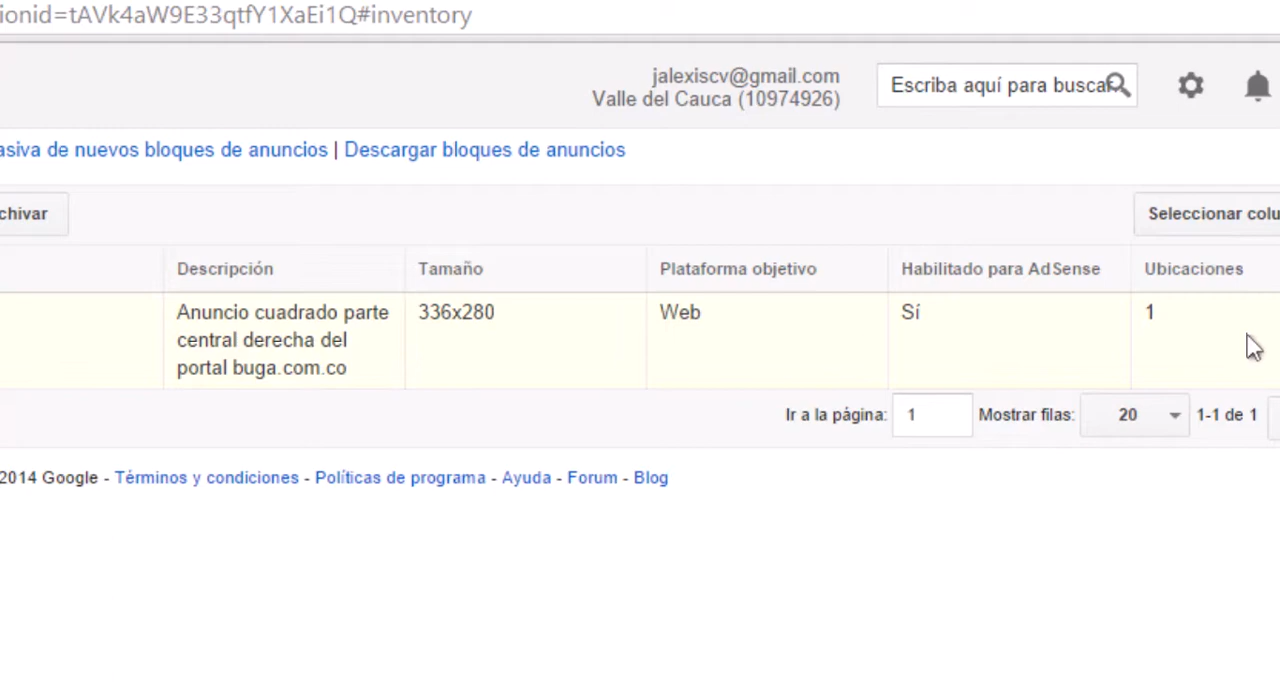 ionid=tAVk4aW9E33qtfY1XaEi1Q#inventory
jalexiscv@gmail.com
Valle del Cauca (10974926)
Escriba aquí para buscar
asiva de nuevos bloques de anuncios | Descargar bloques de anuncios
chivar
Seleccionar colu
Descripción Tamaño Plataforma objetivo Habilitado para AdSense Ubicaciones
Anuncio cuadrado parte 336x280 Web Sí 1
central derecha del
portal buga.com.co
Ir a la página: 1 Mostrar filas: 20 1-1 de 1
2014 Google - Términos y condiciones - Políticas de programa - Ayuda - Forum - Blog